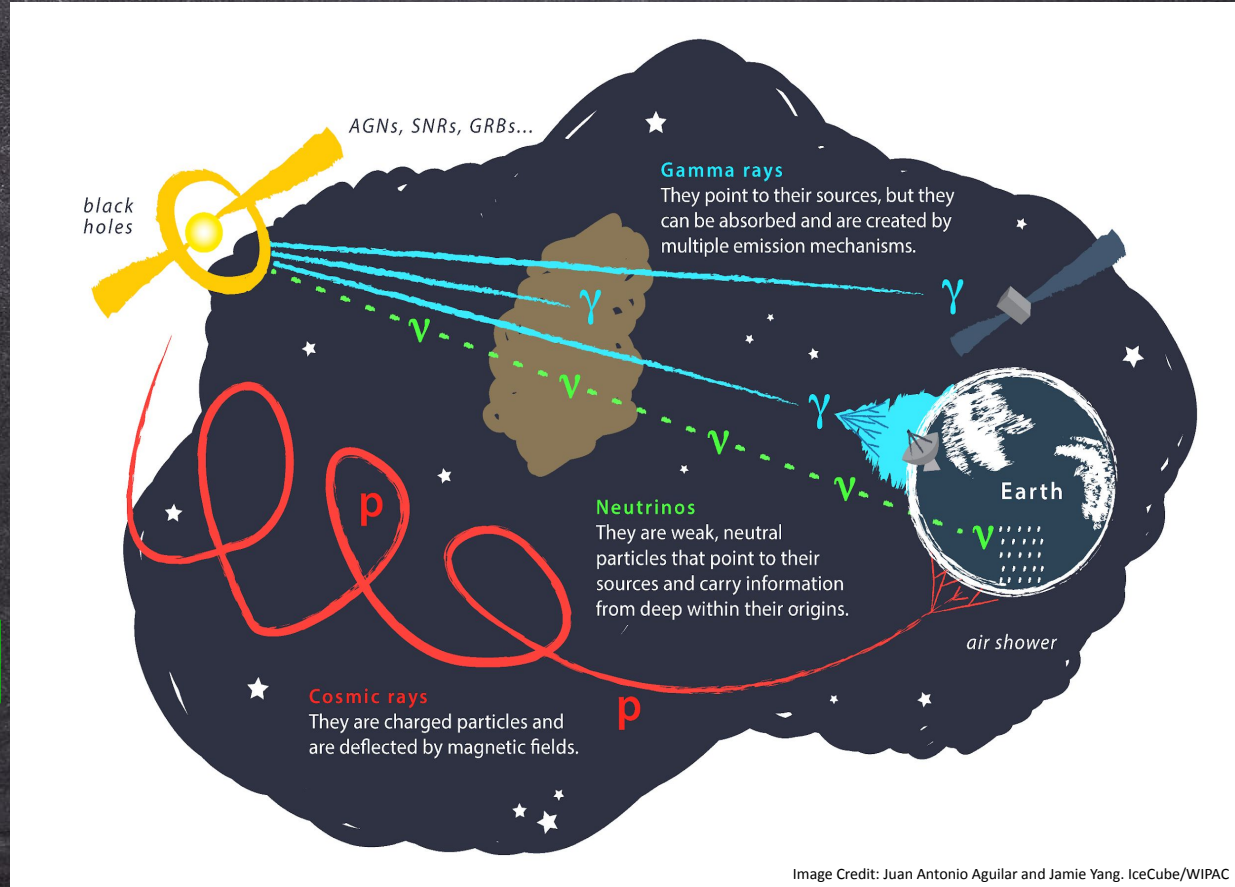 AGNs, SNRs, GRBs...
black
holes
Gamma rays
They point to their sources, but they
can be absorbed and are created by
multiple emission mechanisms.
γ
γ
ν
ν
γ
ν
ν
Earth
ν
p
Neutrinos
They are weak, neutral
particles that point to their
sources and carry information
from deep within their origins.
air shower
Cosmic rays
They are charged particles and
are deflected by magnetic fields.
p
Image Credit: Juan Antonio Aguilar and Jamie Yang. IceCube/WIPAC